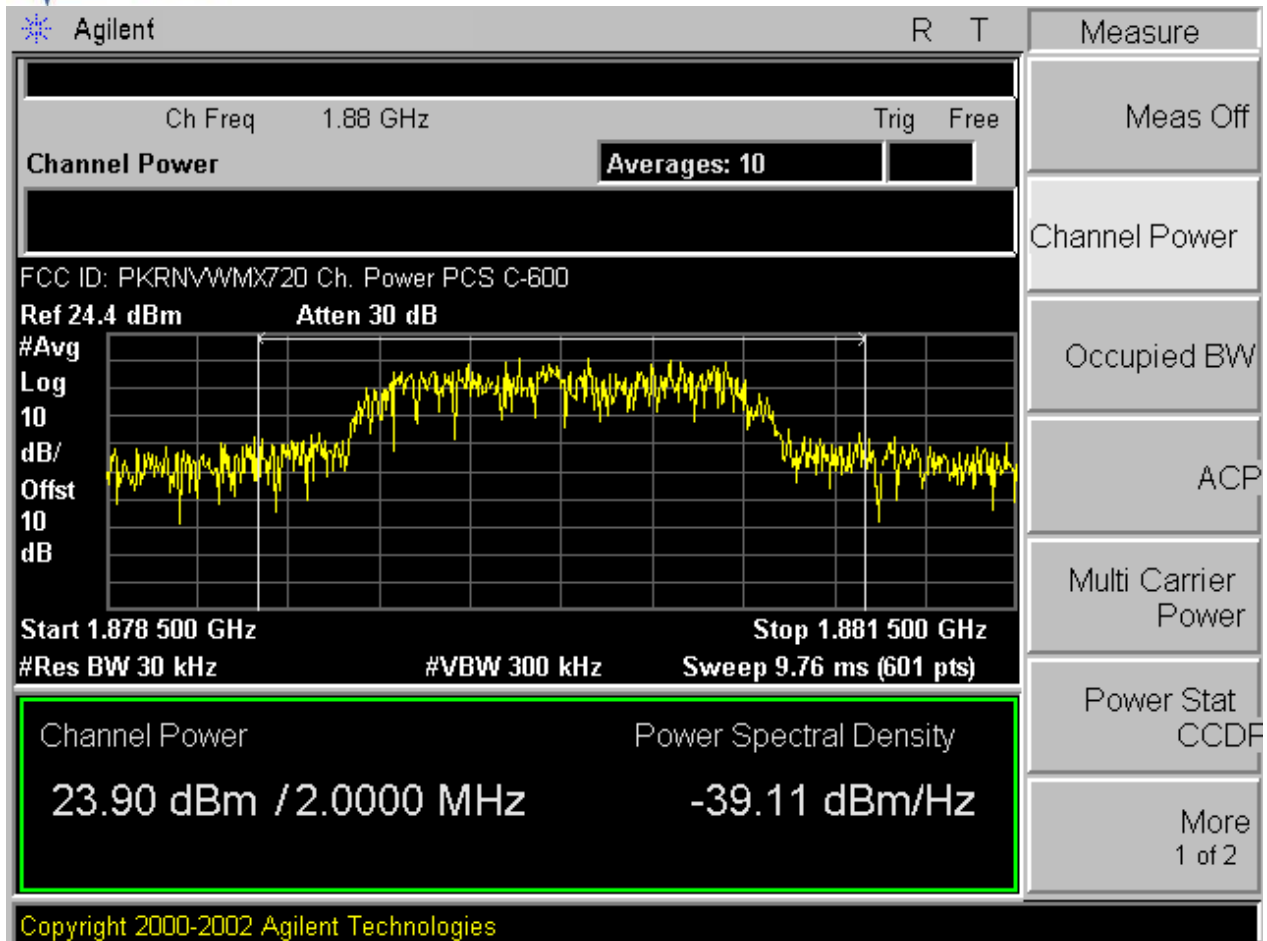 Agilent R T Measure
Ch Freq 1.88 GHz Trig Free
Channel Power Averages: 10
FCC ID: PKRNVWMX720 Ch. Power PCS C-600
Ref 24.4 dBm Atten 30 dB
#Avg
Log
10
dB/
Offst
10
dB
Start 1.878 500 GHz Stop 1.881 500 GHz
#Res BW 30 kHz #VBW 300 kHz Sweep 9.76 ms (601 pts)
Channel Power Power Spectral Density
23.90 dBm / 2.0000 MHz -39.11 dBm/Hz
Copyright 2000-2002 Agilent Technologies
Meas Off
Channel Power
Occupied BW
ACP
Multi Carrier
Power
Power Stat
CCDF
More
1 of 2